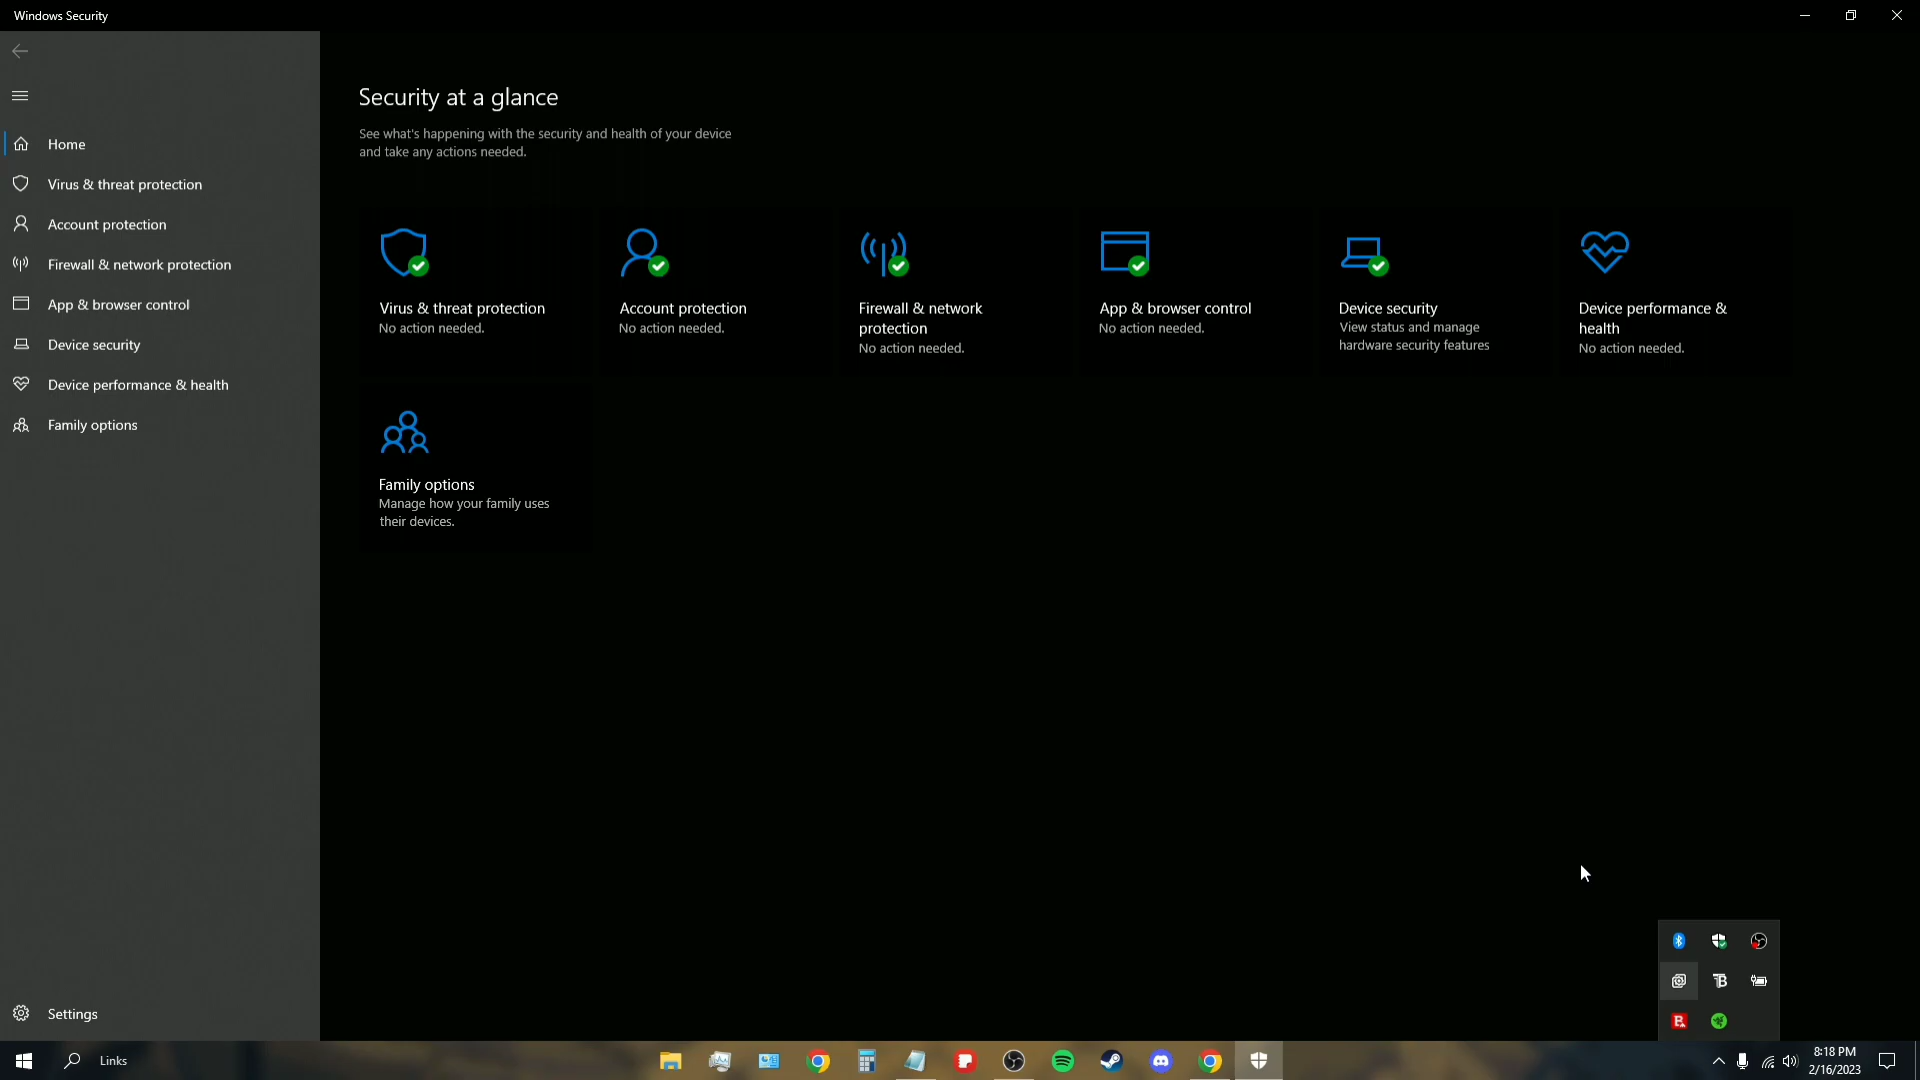 Windows Security
Security at a glance
See what's happening with the security and health of your device
and take any actions needed.
Home
Virus & threat protection
Account protection
Firewall & network protection
App & browser control
Device security
Device performance & health
Family options
Virus & threat protection
No action needed.
Account protection
No action needed.
Firewall & network
protection
No action needed.
App & browser control
No action needed.
Device security
View status and manage
hardware security features
Device performance &
health
No action needed.
Family options
Manage how your family uses
their devices.
Settings
Links
8:18 PM
2/16/2023